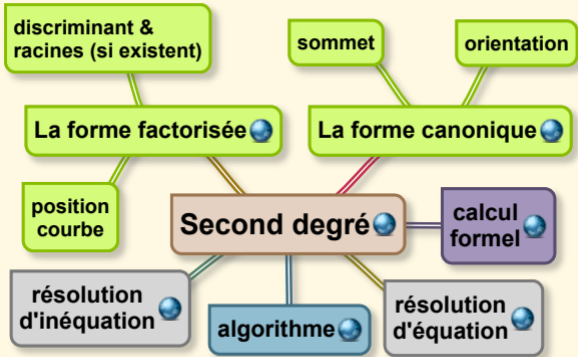 discriminant &
racines (si existent)
sommet
orientation
La forme factorisée
La forme canonique
position
courbe
Second degré
calcul
formel
résolution
d'inéquation
algorithme
résolution
d'équation